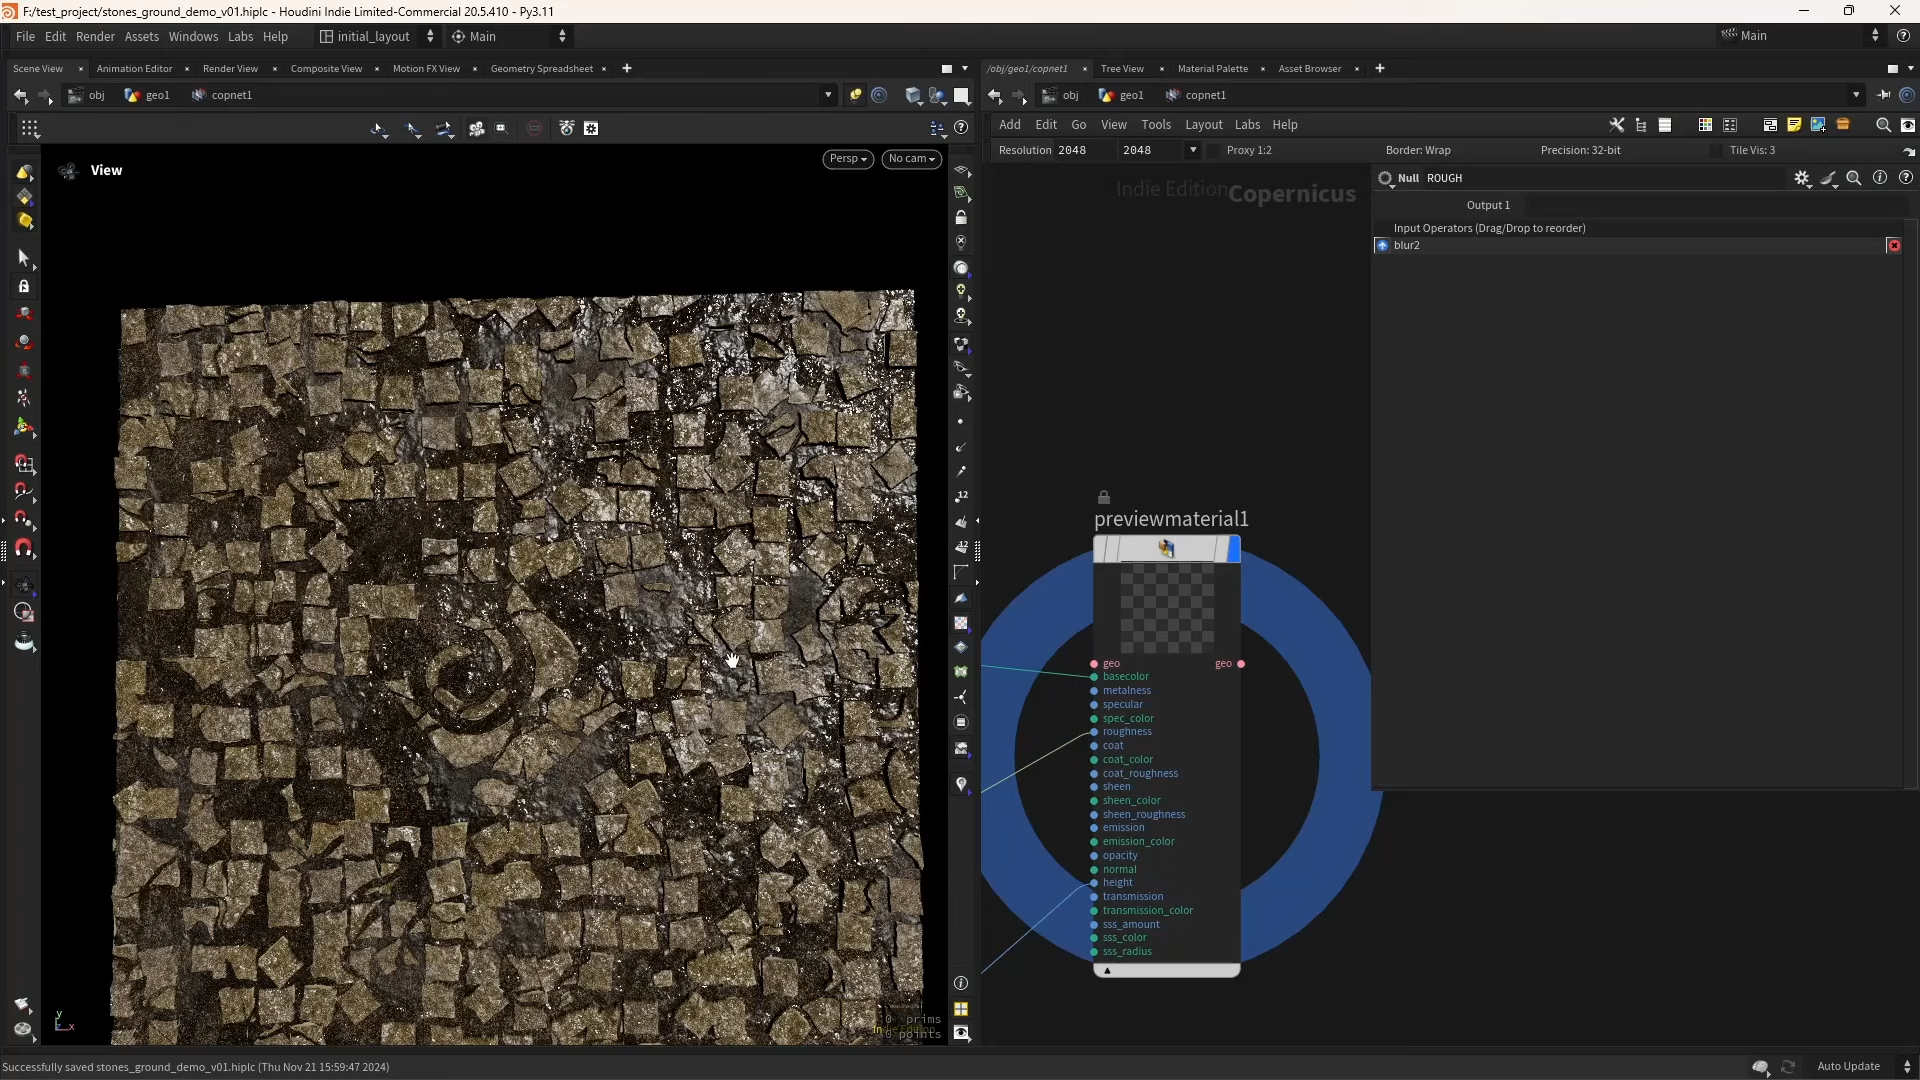 F:/test_project/stones_ground_demo_v01.hiplc - Houdini Indie Limited-Commercial 20.5.410 - Py3.11
File Edit Render Assets Windows Labs Help initial_layout Main
Main
Scene View Animation Editor Render View Composite View Motion FX View Geometry Spreadsheet
/obj/geo1/copnet1 Tree View Material Palette Asset Browser
obj geo1 copnet1
obj geo1 copnet1
Add Edit Go View Tools Layout Labs Help
Resolution 2048 2048 Proxy 1:2 Border: Wrap Precision: 32-bit Tile Vis: 3
View
Persp No cam
Indie Edition Copernicus
Null ROUGH
Output 1
Input Operators (Drag/Drop to reorder)
blur2
previewmaterial1
geo geo
basecolor
metalness
specular
spec_color
roughness
coat
coat_color
coat_roughness
sheen
sheen_color
sheen_roughness
emission
emission_color
opacity
normal
height
transmission
transmission_color
sss_amount
sss_color
sss_radius
12
12
y
z x
0 prims
Indie Edition
0 points
Successfully saved stones_ground_demo_v01.hiplc (Thu Nov 21 15:59:47 2024)
Auto Update